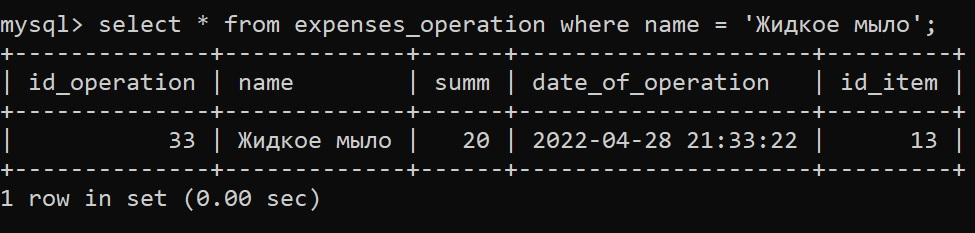 mysql> select * from expenses_operation where name = 'Жидкое мыло';
+--------------+-------------+------+---------------------+---------+
| id_operation | name        | summ | date_of_operation   | id_item |
+--------------+-------------+------+---------------------+---------+
|           33 | Жидкое мыло |   20 | 2022-04-28 21:33:22 |      13 |
+--------------+-------------+------+---------------------+---------+
1 row in set (0.00 sec)